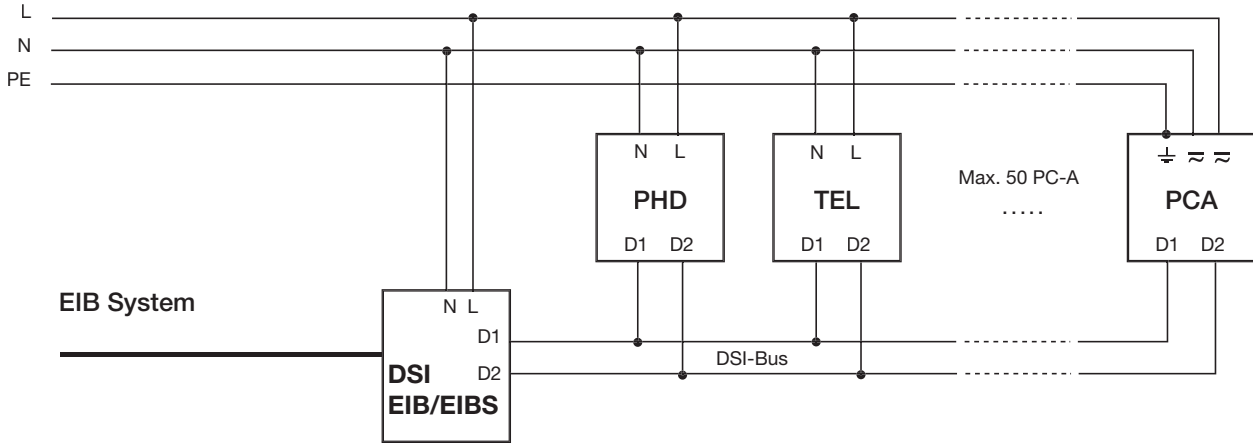 L
N
PE
N L
N L
⏚ ≂ ≂
PHD
TEL
PCA
Max. 50 PC-A
.....
D1 D2
D1 D2
D1 D2
EIB System
N L
D1
DSI-Bus
D2
DSI
EIB/EIBS